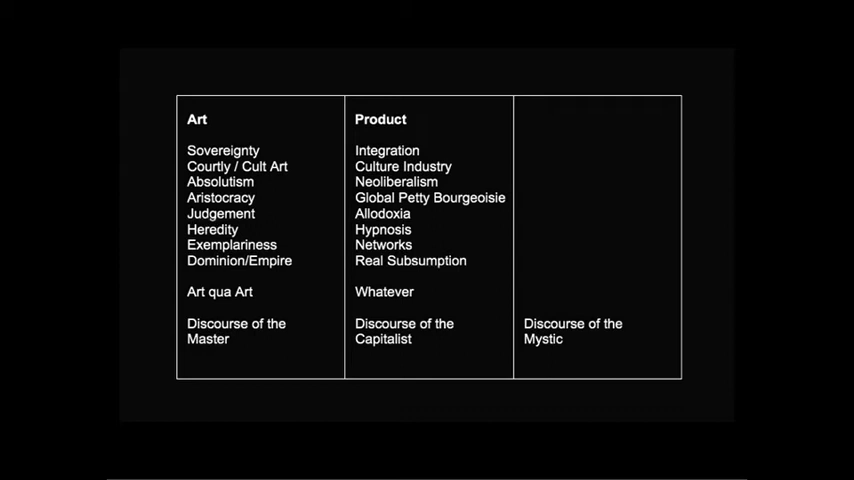 Art
Sovereignty
Courtly / Cult Art
Absolutism
Aristocracy
Judgement
Heredity
Exemplariness
Dominion/Empire
Art qua Art
Discourse of the
Master
Product
Integration
Culture Industry
Neoliberalism
Global Petty Bourgeoisie
Allodoxia
Hypnosis
Networks
Real Subsumption
Whatever
Discourse of the
Capitalist
Discourse of the
Mystic